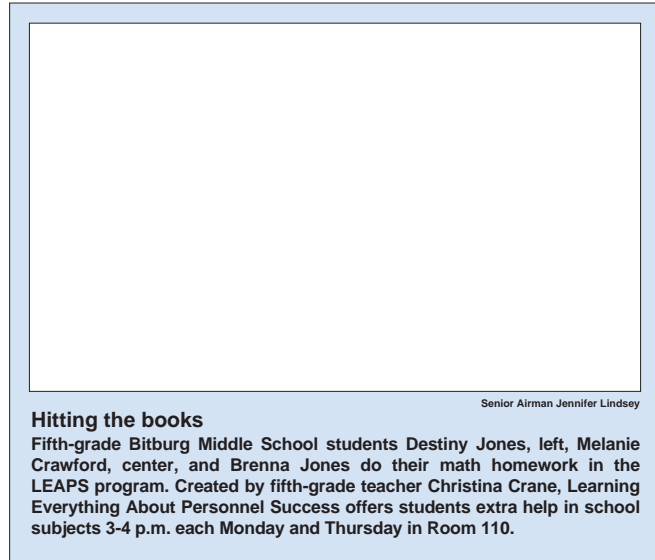 Senior Airman Jennifer Lindsey
Hitting the books
Fifth-grade Bitburg Middle School students Destiny Jones, left, Melanie
Crawford, center, and Brenna Jones do their math homework in the
LEAPS program. Created by fifth-grade teacher Christina Crane, Learning
Everything About Personnel Success offers students extra help in school
subjects 3-4 p.m. each Monday and Thursday in Room 110.